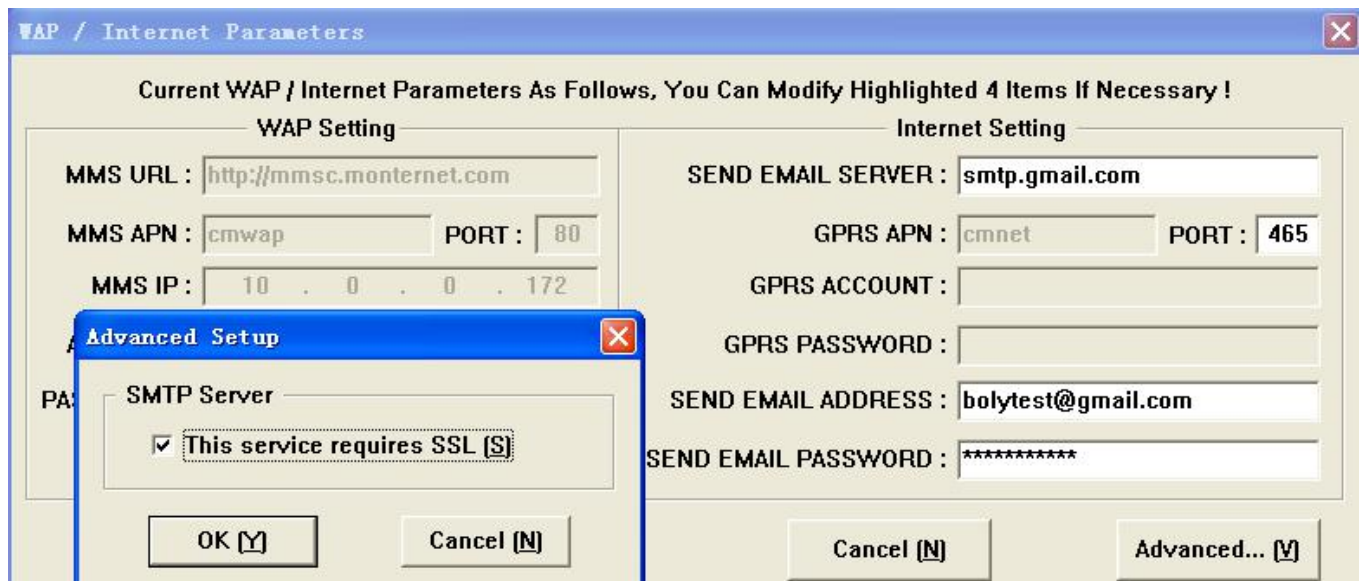 WAP / Internet Parameters
Current WAP / Internet Parameters As Follows, You Can Modify Highlighted 4 Items If Necessary !
WAP Setting
MMS URL : http://mmsc.monternet.com
MMS APN : cmwap PORT : 80
MMS IP : 10 . 0 . 0 . 172
Internet Setting
SEND EMAIL SERVER : smtp.gmail.com
GPRS APN : cmnet PORT : 465
GPRS ACCOUNT :
GPRS PASSWORD :
SEND EMAIL ADDRESS : bolytest@gmail.com
SEND EMAIL PASSWORD : ***********
Cancel (N) Advanced... (V)
Advanced Setup
SMTP Server
This service requires SSL (S)
OK (Y) Cancel (N)